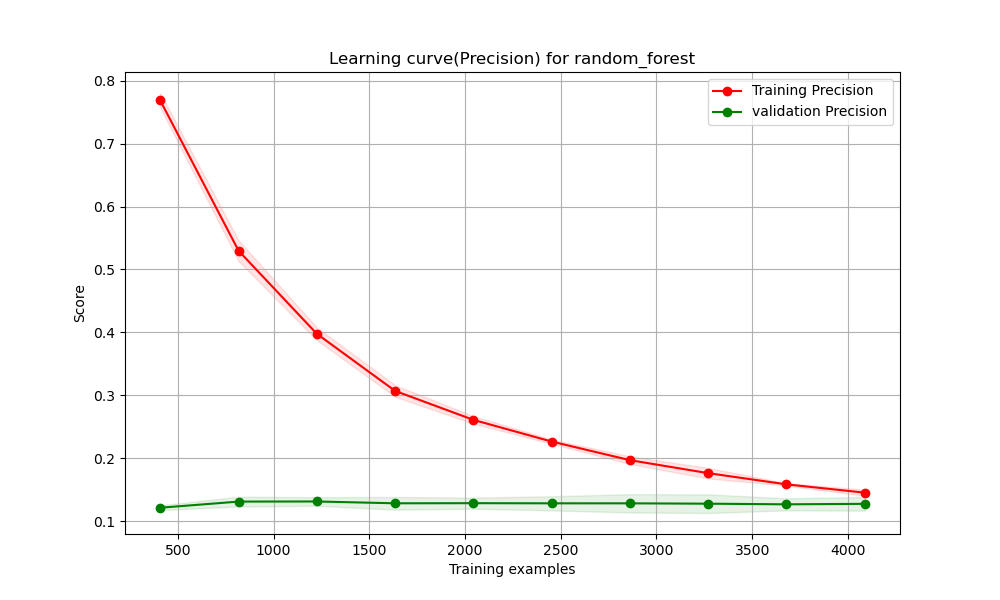 Learning curve(Precision) for random_forest
Training Precision
validation Precision
Score
0.8
0.7
0.6
0.5
0.4
0.3
0.2
0.1
500 1000 1500 2000 2500 3000 3500 4000
Training examples